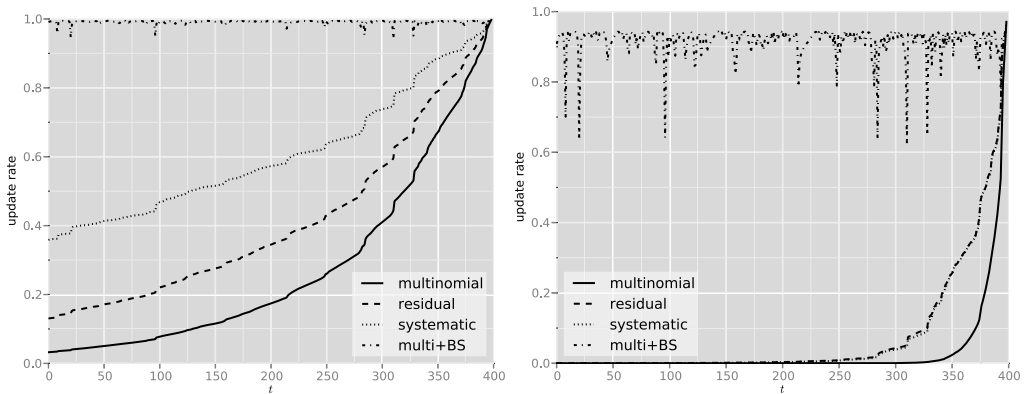 1.0
0.8
0.6
0.4
0.2
0.0
update rate
0 50 100 150 200 250 300 350 400
t
multinomial
residual
systematic
multi+BS
1.0
0.8
0.6
0.4
0.2
0.0
update rate
0 50 100 150 200 250 300 350 400
t
multinomial
residual
systematic
multi+BS